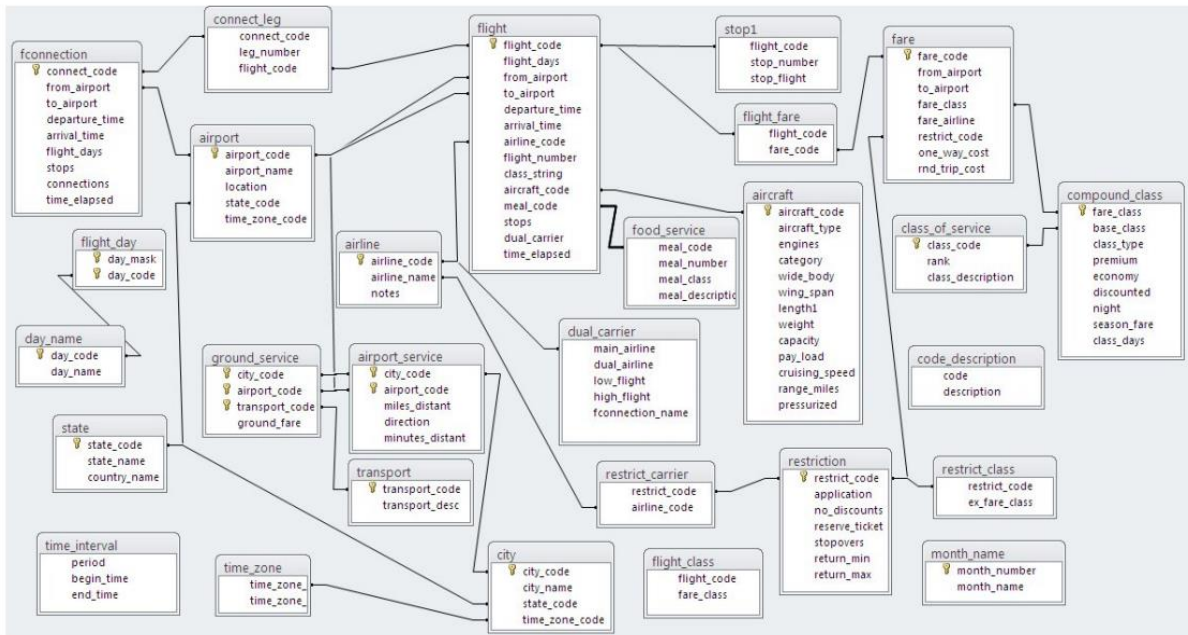 connect_leg
connect_code
leg_number
flight_code
fconnection
connect_code
from_airport
to_airport
departure_time
arrival_time
flight_days
stops
connections
time_elapsed
airport
airport_code
airport_name
location
state_code
time_zone_code
flight
flight_code
flight_days
from_airport
to_airport
departure_time
arrival_time
airline_code
flight_number
class_string
aircraft_code
meal_code
stops
dual_carrier
time_elapsed
stop1
flight_code
stop_number
stop_flight
flight_fare
flight_code
fare_code
fare
fare_code
from_airport
to_airport
fare_class
fare_airline
restrict_code
one_way_cost
rnd_trip_cost
compound_class
fare_class
base_class
class_type
premium
economy
discounted
night
season_fare
class_days
class_of_service
class_code
rank
class_description
aircraft
aircraft_code
aircraft_type
engines
category
wide_body
wing_span
length1
weight
capacity
pay_load
cruising_speed
range_miles
pressurized
food_service
meal_code
meal_number
meal_class
meal_descriptio
flight_day
day_mask
day_code
airline
airline_code
airline_name
notes
day_name
day_code
day_name
ground_service
city_code
airport_code
transport_code
ground_fare
airport_service
city_code
airport_code
miles_distant
direction
minutes_distant
dual_carrier
main_airline
dual_airline
low_flight
high_flight
fconnection_name
code_description
code
description
state
state_code
state_name
country_name
transport
transport_code
transport_desc
restrict_carrier
restrict_code
airline_code
restriction
restrict_code
application
no_discounts
reserve_ticket
stopovers
return_min
return_max
restrict_class
restrict_code
ex_fare_class
time_interval
period
begin_time
end_time
time_zone
time_zone_
time_zone_
city
city_code
city_name
state_code
time_zone_code
flight_class
flight_code
fare_class
month_name
month_number
month_name